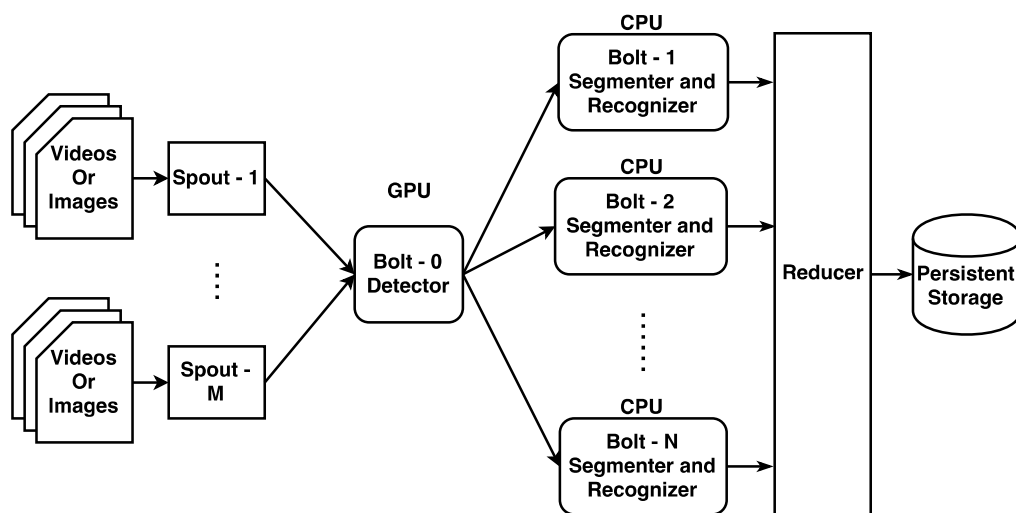 Videos
Or
Images
Spout - 1
Videos
Or
Images
Spout -
M
GPU
Bolt - 0
Detector
CPU
Bolt - 1
Segmenter and
Recognizer
CPU
Bolt - 2
Segmenter and
Recognizer
CPU
Bolt - N
Segmenter and
Recognizer
Reducer
Persistent
Storage